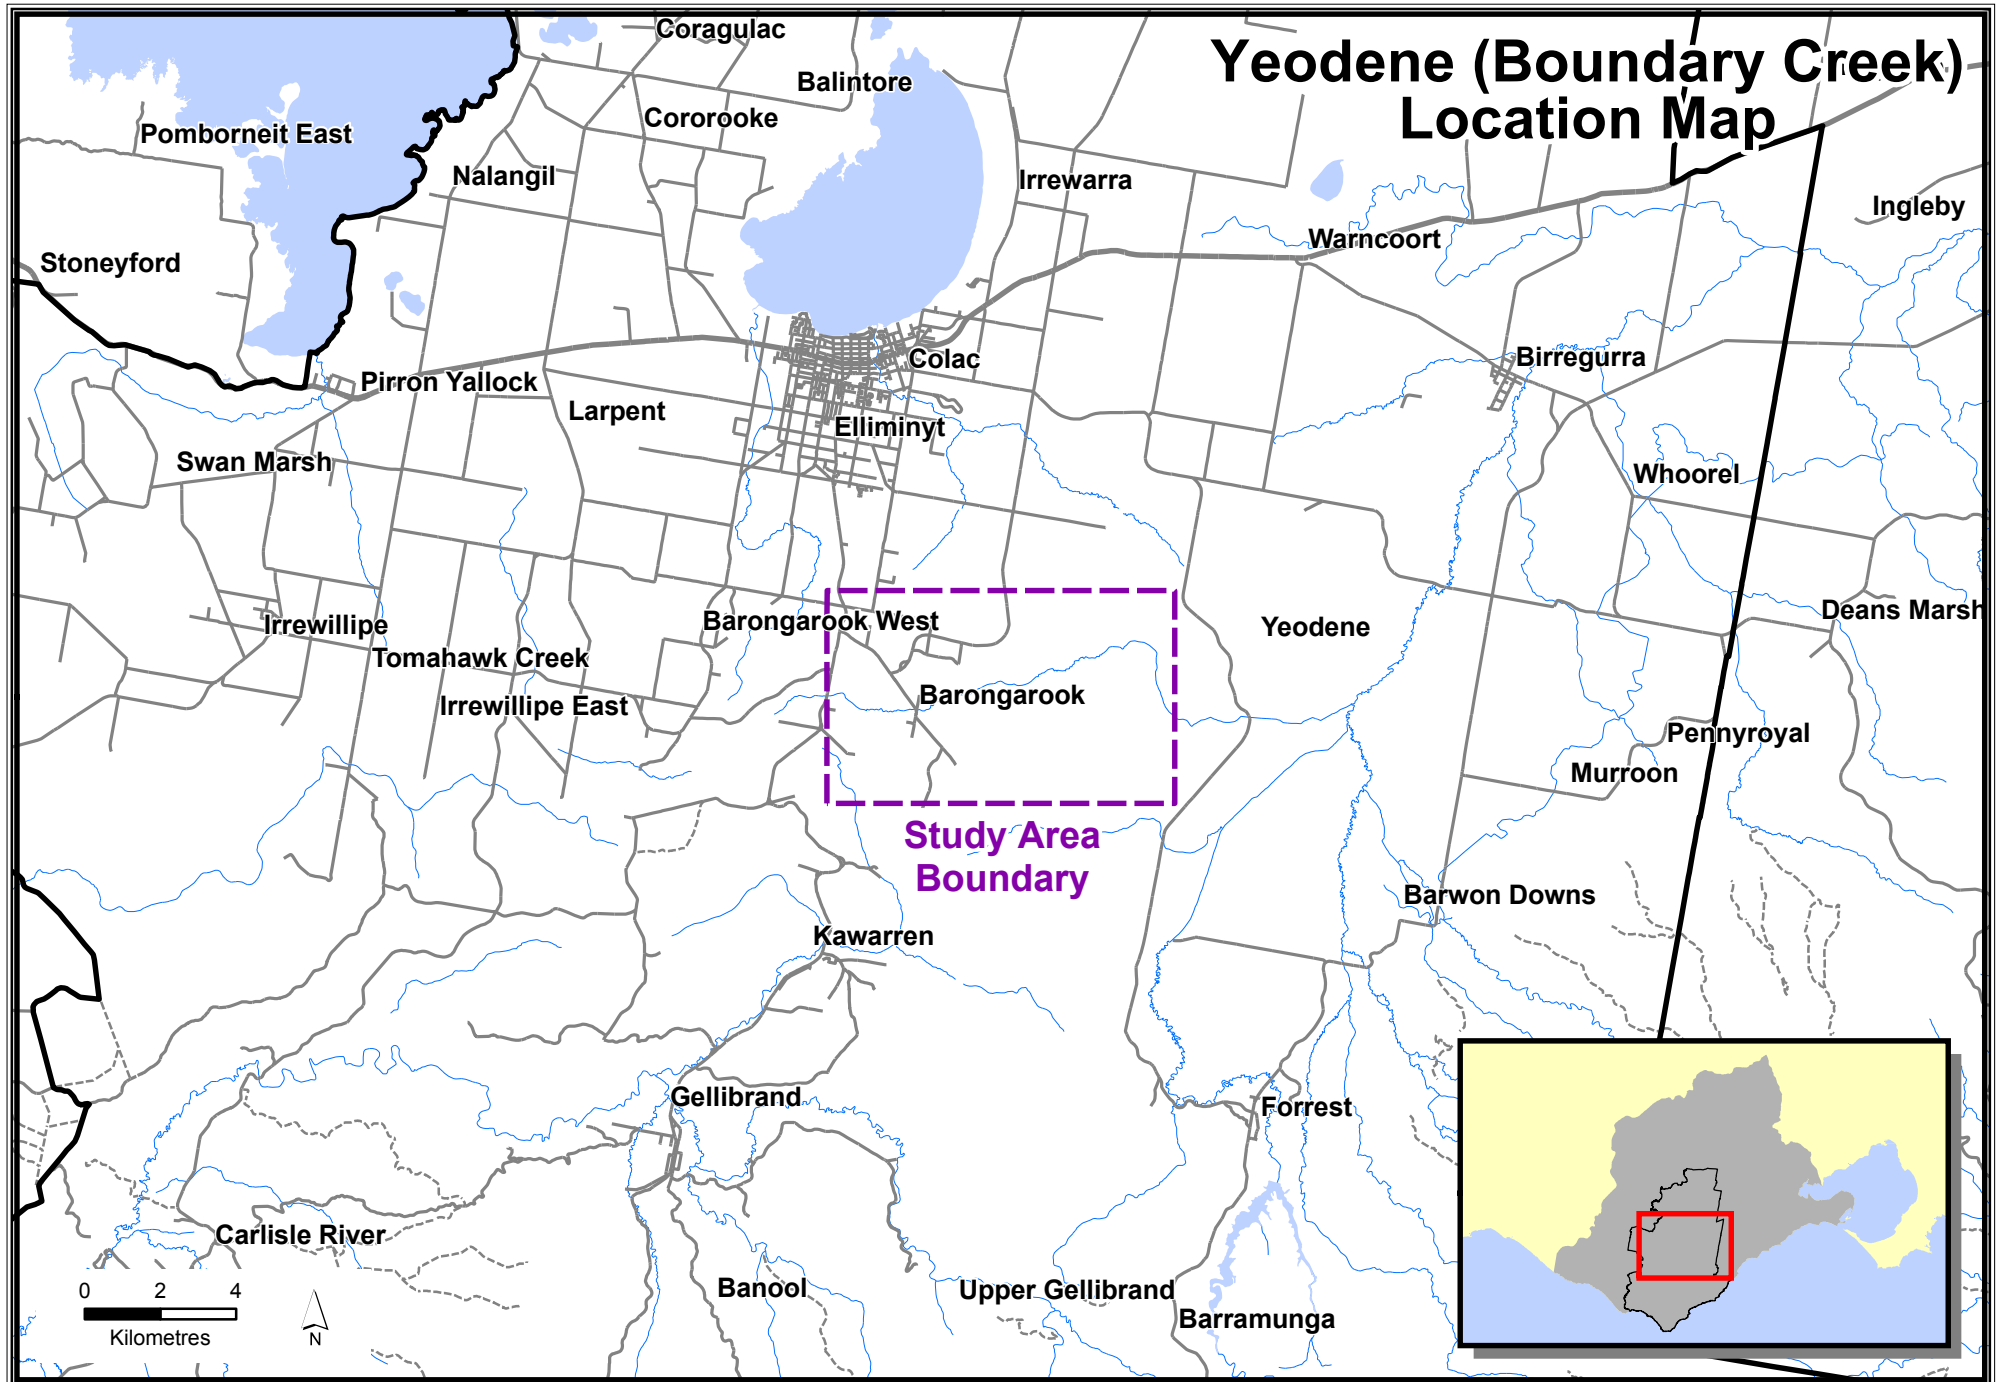 Coragulac
Yeodene (Boundary Creek)
Location Map
Balintore
Cororooke
Pomborneit East
Nalangil
Irrewarra
Ingleby
Warncoort
Stoneyford
Colac
Birregurra
Pirron Yallock
Larpent
Elliminyt
Swan Marsh
Whoorel
Deans Marsh
Barongarook West
Irrewillipe
Yeodene
Tomahawk Creek
Barongarook
Irrewillipe East
Pennyroyal
Murroon
Study Area
Boundary
Barwon Downs
Kawarren
Gellibrand
Forrest
Carlisle River
Banool
Upper Gellibrand
Barramunga
0 2 4
Kilometres
N